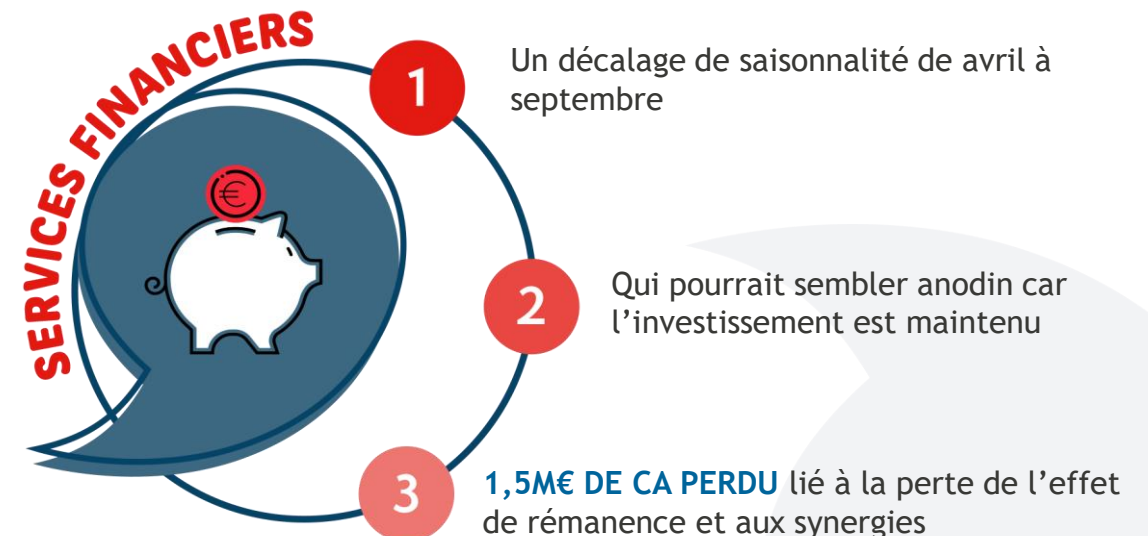 SERVICES FINANCIERS
1
Un décalage de saisonnalité de avril à
septembre
2
Qui pourrait sembler anodin car
l’investissement est maintenu
3
1,5M€ DE CA PERDU lié à la perte de l’effet
de rémanence et aux synergies
€